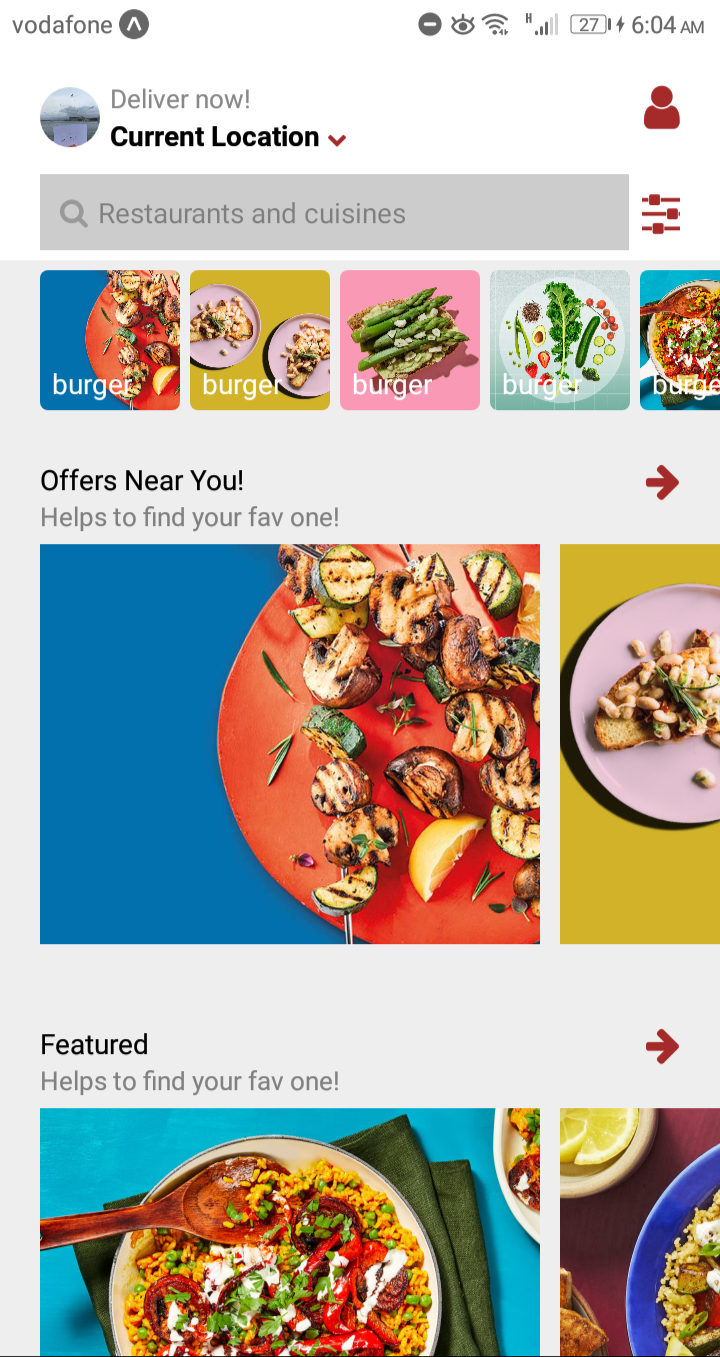 vodafone
H 27 6:04 AM
Deliver now!
Current Location
Restaurants and cuisines
burger burger burger burger burge
Offers Near You!
Helps to find your fav one!
Featured
Helps to find your fav one!